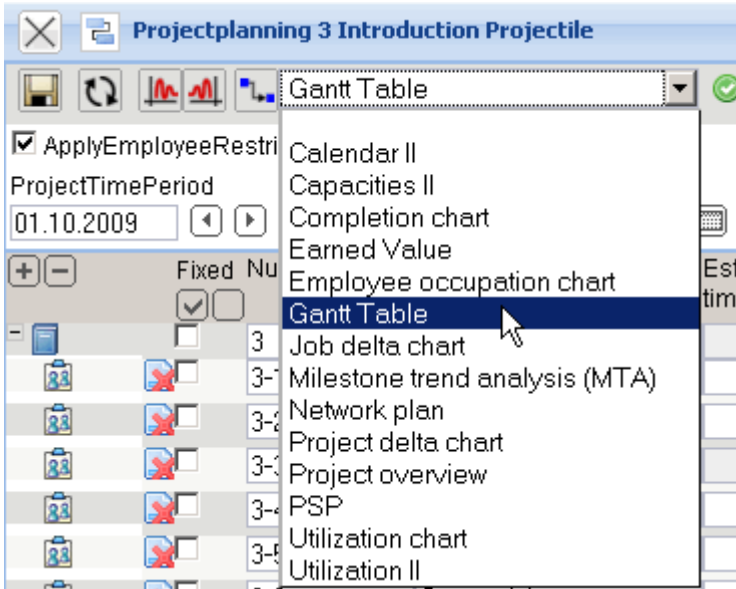 Projectplanning 3 Introduction Projectile
Gantt Table
ApplyEmployeeRestri
ProjectTimePeriod
01.10.2009
Calendar II
Capacities II
Completion chart
Earned Value
Employee occupation chart
Gantt Table
Job delta chart
Milestone trend analysis (MTA)
Network plan
Project delta chart
Project overview
PSP
Utilization chart
Utilization II
Fixed Nu
Est
tim
3
3-
3-2
3-3
3-4
3-5